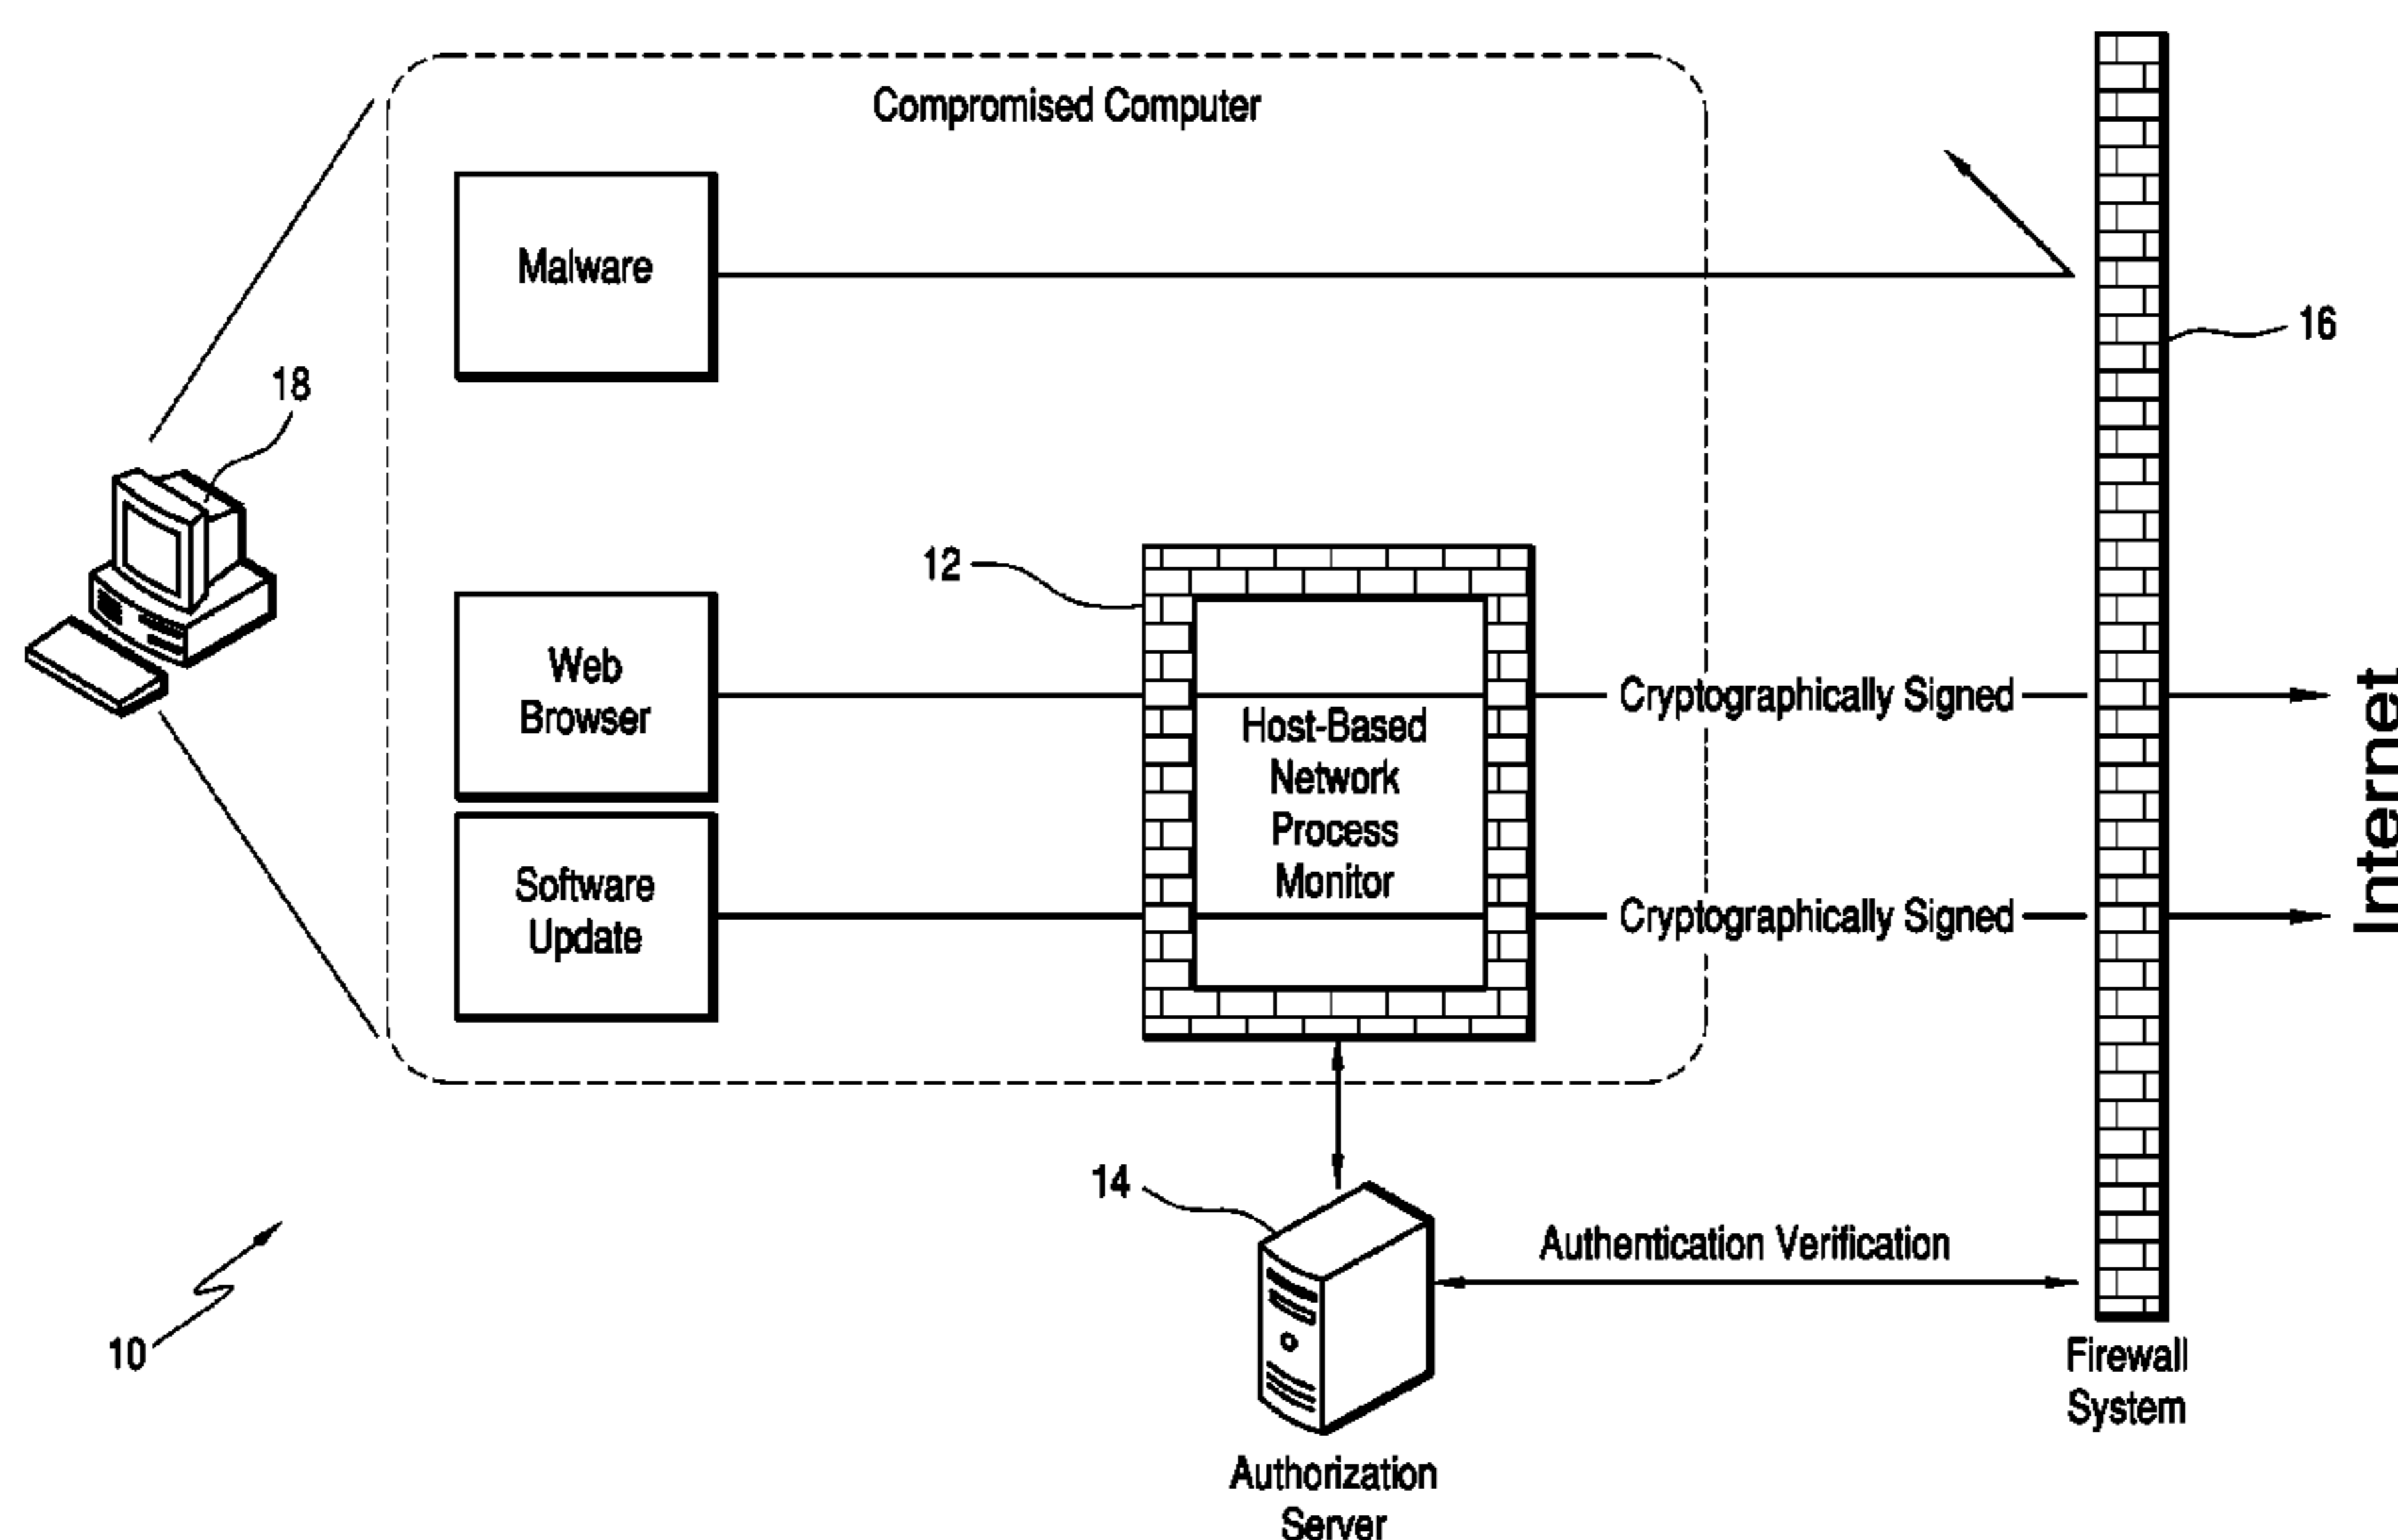 Compromised Computer
Malware
16
18
12
Web
Browser
Cryptographically Signed
Host-Based
Network
Process
Monitor
Internet
Software
Update
Cryptographically Signed
14
Authentication Verification
10
Firewall
System
Authorization
Server